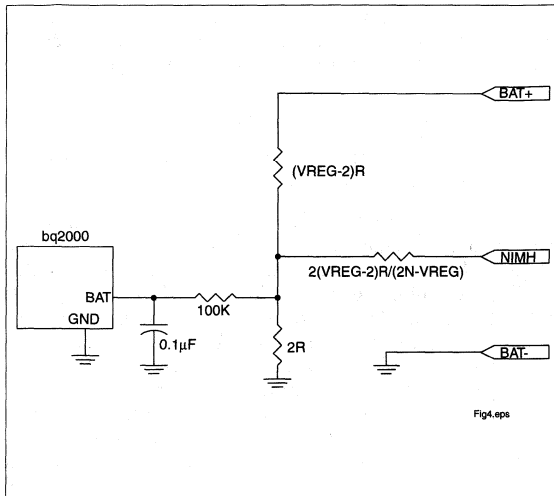 BAT+
(VREG-2)R
bq2000
NIMH
2(VREG-2)R/(2N-VREG)
BAT
100K
GND
0.1µF
2R
BAT-
Fig4.eps